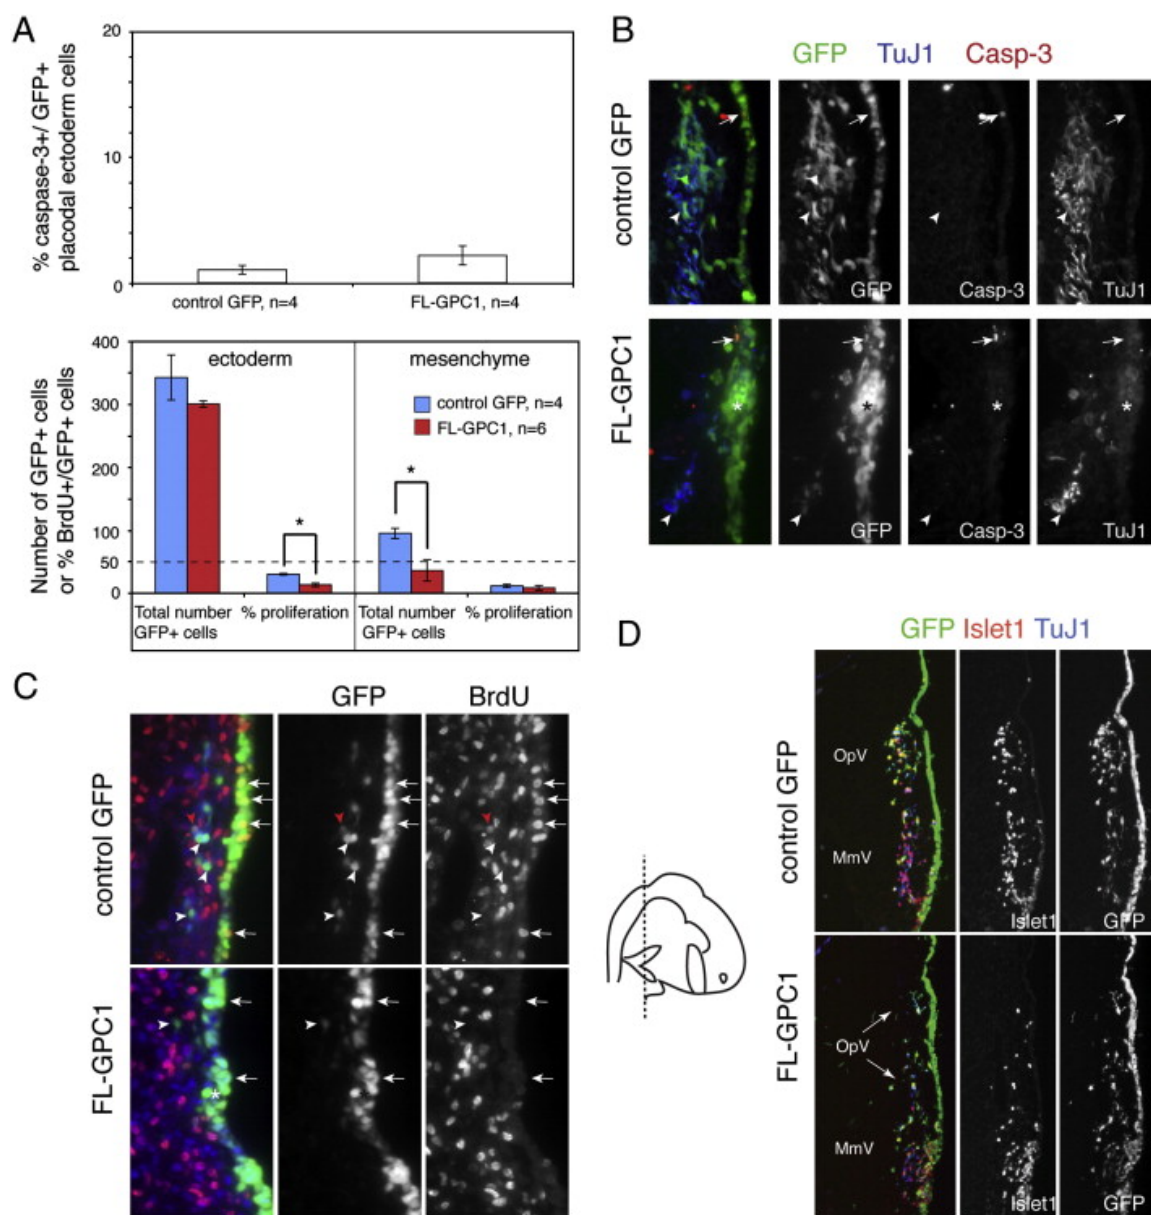 A
% caspase-3+/ GFP+
placodal ectoderm cells
20
10
0
control GFP, n=4
FL-GPC1, n=4
Number of GFP+ cells
or % BrdU+/GFP+ cells
400
300
200
100
50
0
ectoderm
mesenchyme
control GFP, n=4
FL-GPC1, n=6
*
*
Total number
GFP+ cells
% proliferation
Total number
GFP+ cells
% proliferation
B
GFP TuJ1 Casp-3
control GFP
GFP
Casp-3
TuJ1
FL-GPC1
*
*
*
*
GFP
Casp-3
TuJ1
C
GFP
BrdU
control GFP
FL-GPC1
*
D
GFP Islet1 TuJ1
control GFP
OpV
MmV
Islet1
GFP
FL-GPC1
OpV
MmV
Islet1
GFP